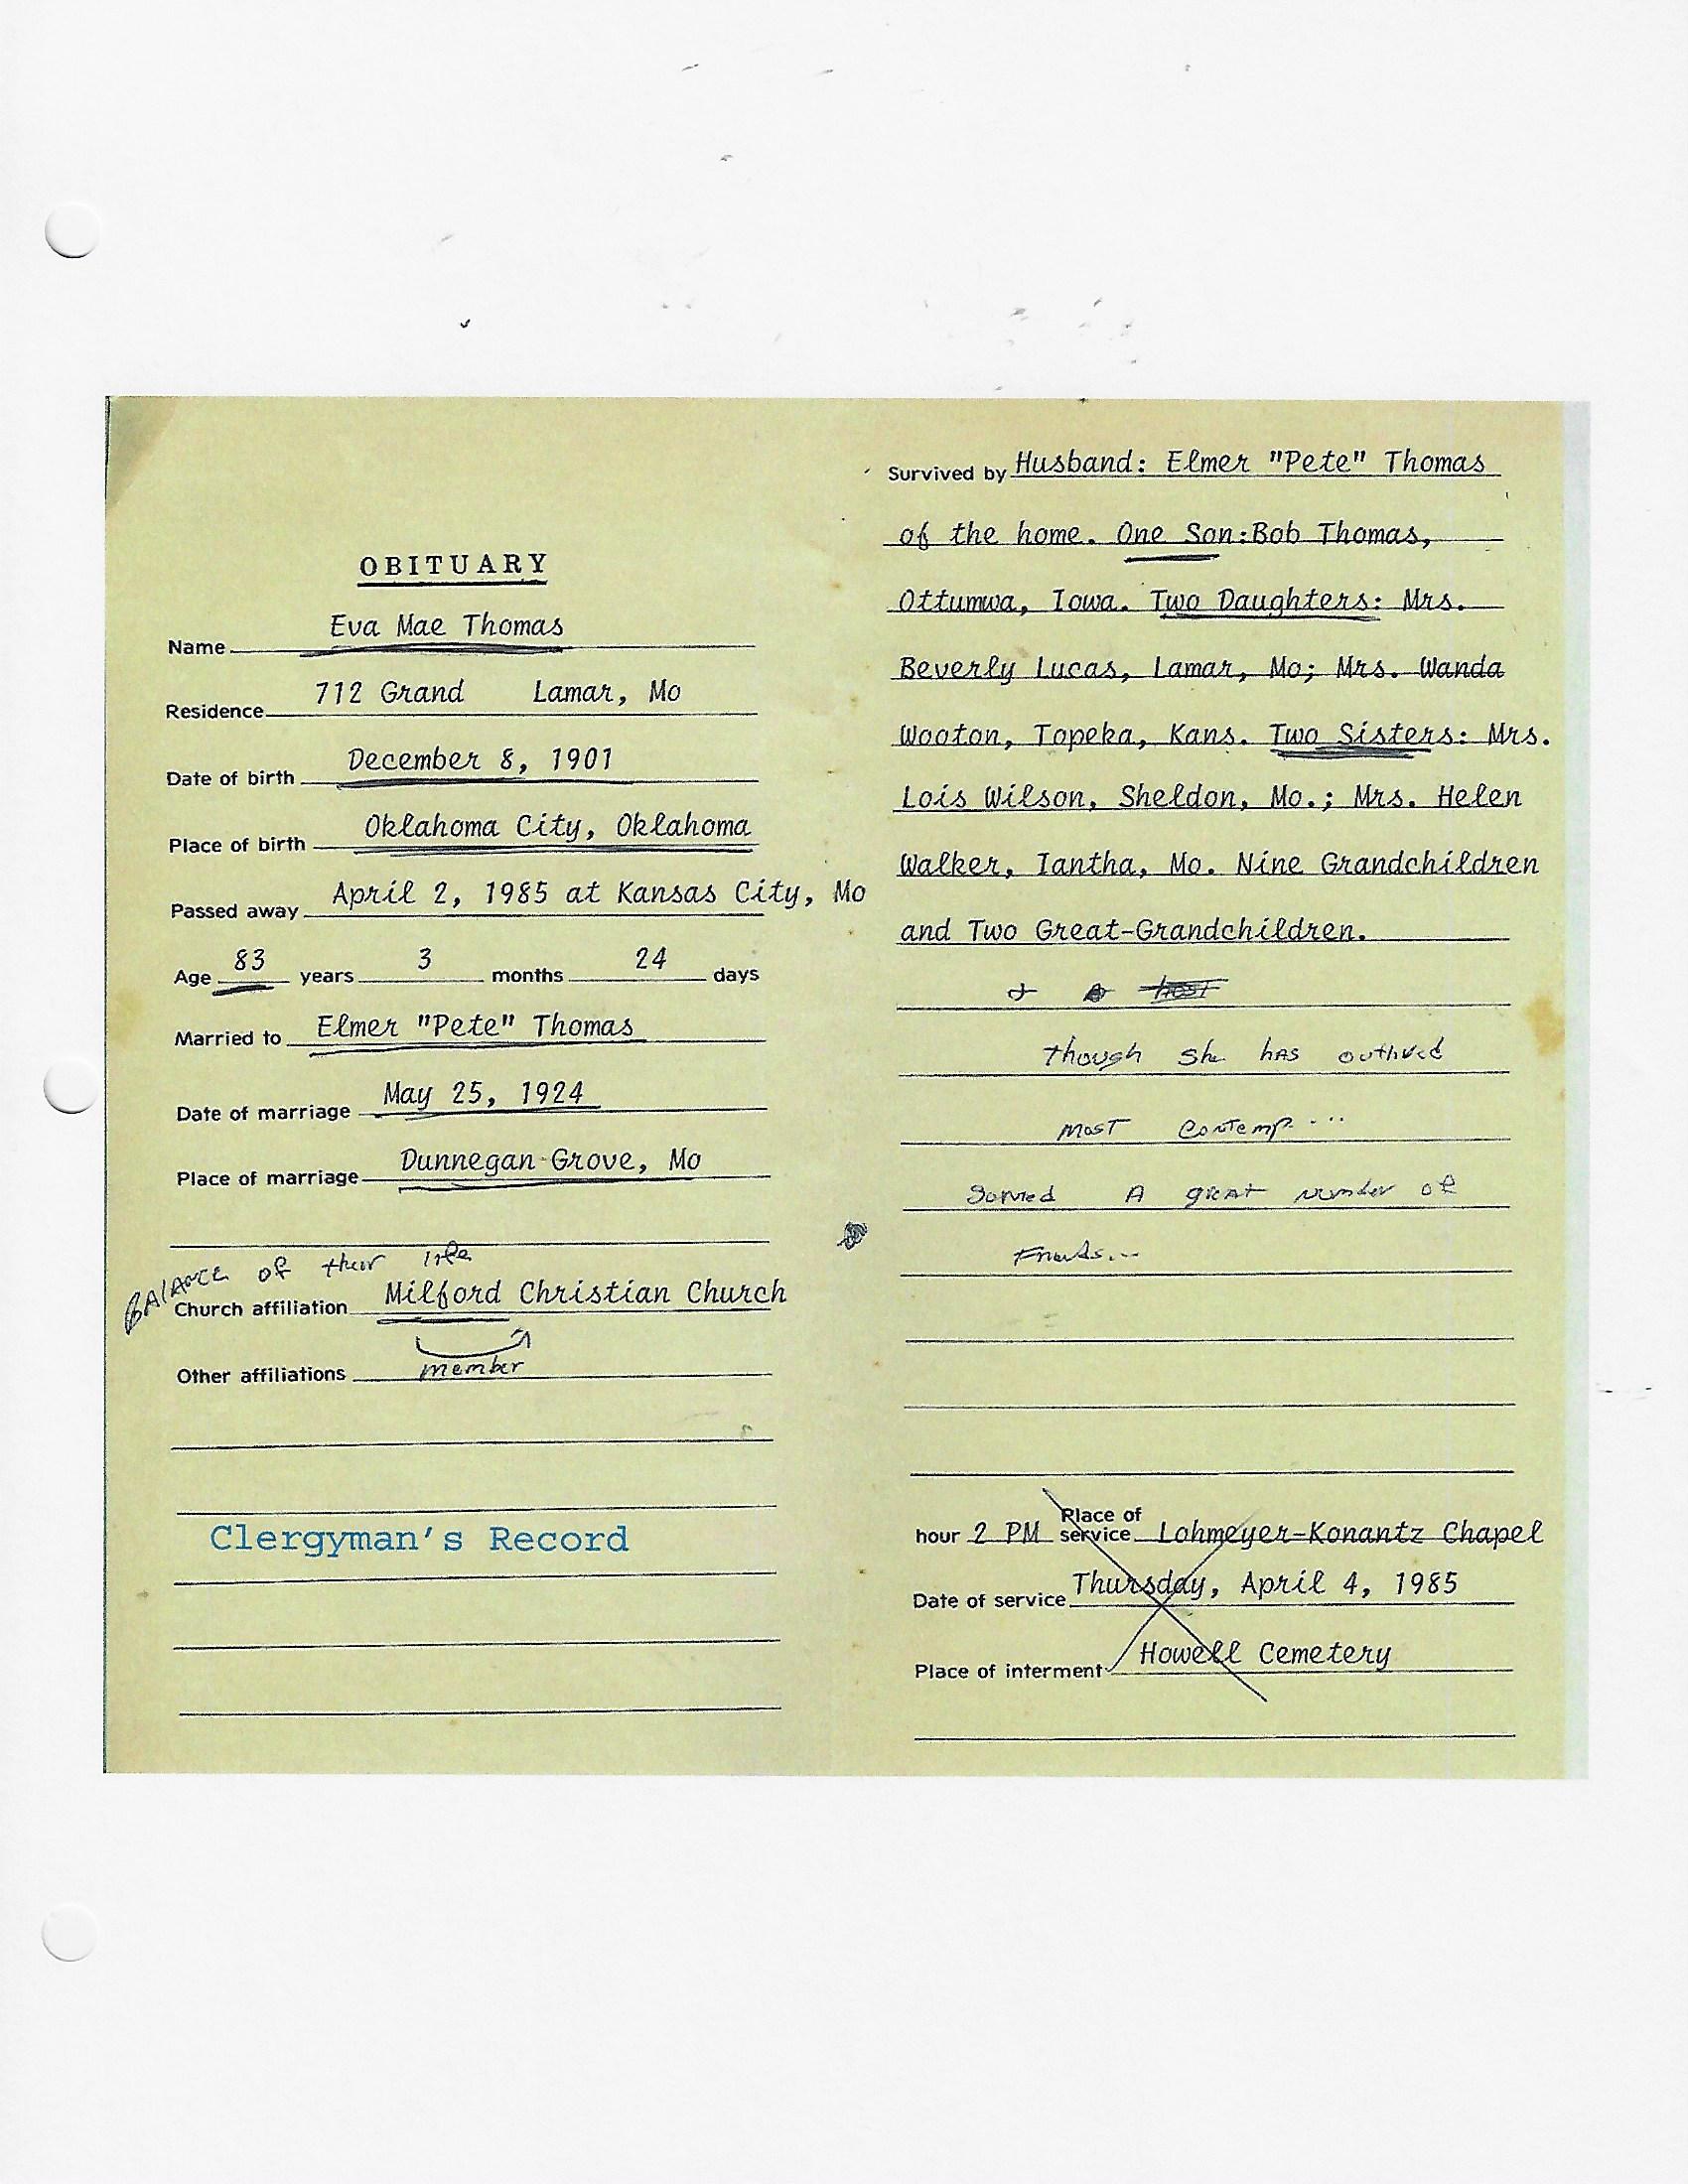 OBITUARY
Name Eva Mae Thomas
Residence 712 Grand Lamar, Mo
Date of birth December 8, 1901
Place of birth Oklahoma City, Oklahoma
Passed away April 2, 1985 at Kansas City, Mo
Age 83 years 3 months 24 days
Married to Elmer "Pete" Thomas
Date of marriage May 25, 1924
Place of marriage Dunnegan Grove, Mo
BALANCE of their life
Church affiliation Milford Christian Church
Other affiliations member
Clergyman's Record
Survived by Husband: Elmer "Pete" Thomas
of the home. One Son:Bob Thomas,
Ottumwa, Iowa. Two Daughters: Mrs.
Beverly Lucas, Lamar, Mo; Mrs. Wanda
Wooton, Topeka, Kans. Two Sisters: Mrs.
Lois Wilson, Sheldon, Mo.; Mrs. Helen
Walker, Iantha, Mo. Nine Grandchildren
and Two Great-Grandchildren.
+ a host
though she has outlived
most contemp....
A great number of
Friends...
hour 2 PM Place of service Lohmeyer-Konantz Chapel
Date of service Thursday, April 4, 1985
Place of interment Howell Cemetery